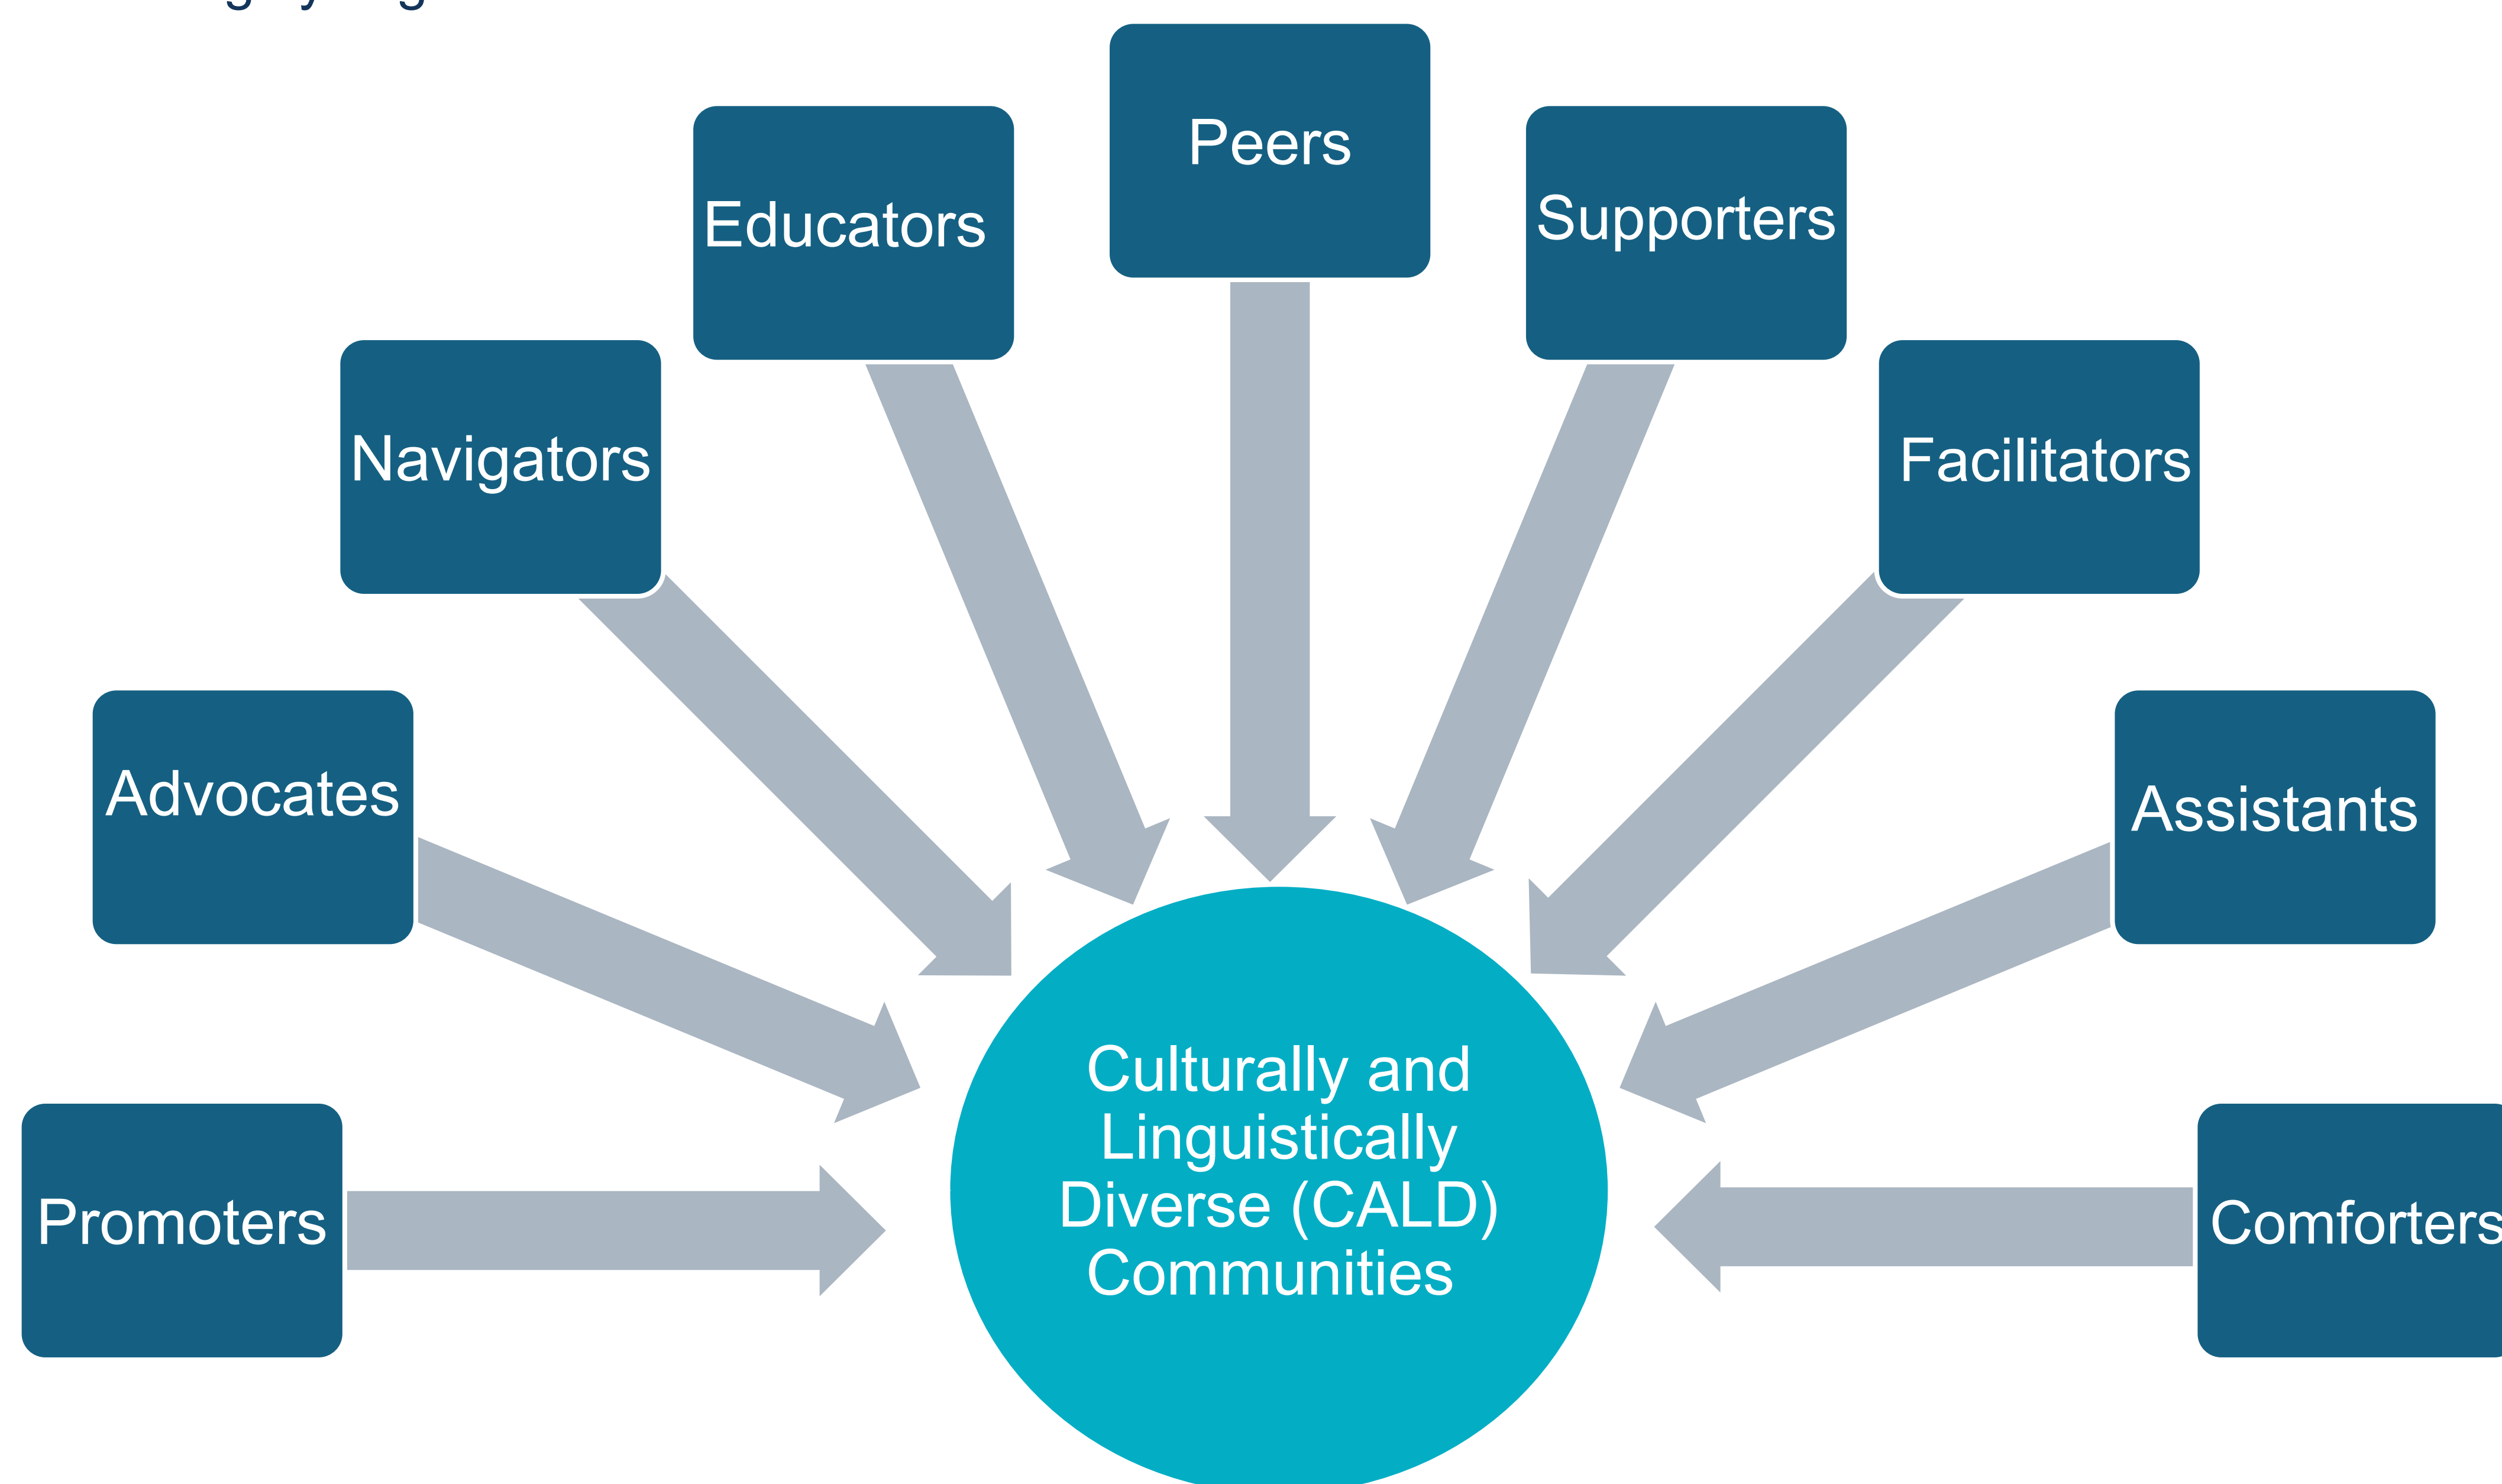 Peers
Educators
Supporters
Navigators
Facilitators
Advocates
Assistants
Promoters
Culturally and
Linguistically
Diverse (CALD)
Communities
Comforters